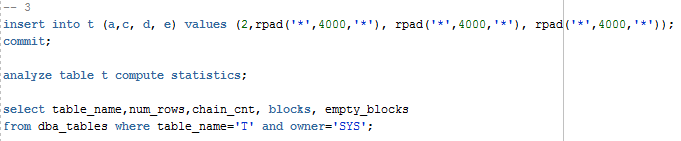 -- 3
insert into t (a,c, d, e) values (2,rpad('*',4000,'*'), rpad('*',4000,'*'), rpad('*',4000,'*'));
commit;
analyze table t compute statistics;
select table_name,num_rows,chain_cnt, blocks, empty_blocks
from dba_tables where table_name='T' and owner='SYS';